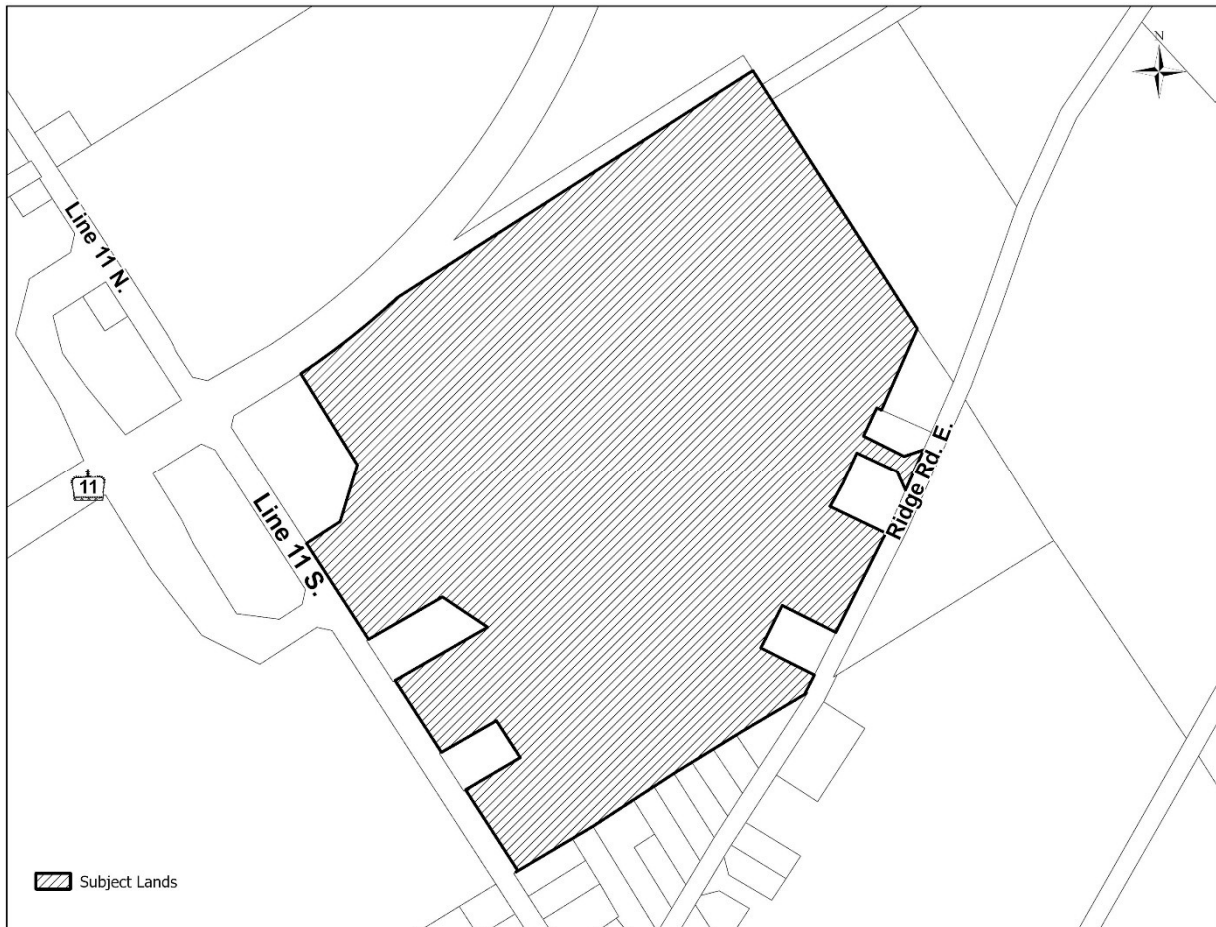 N
Line 11 N.
11
Line 11 S.
Ridge Rd. E.
Subject Lands